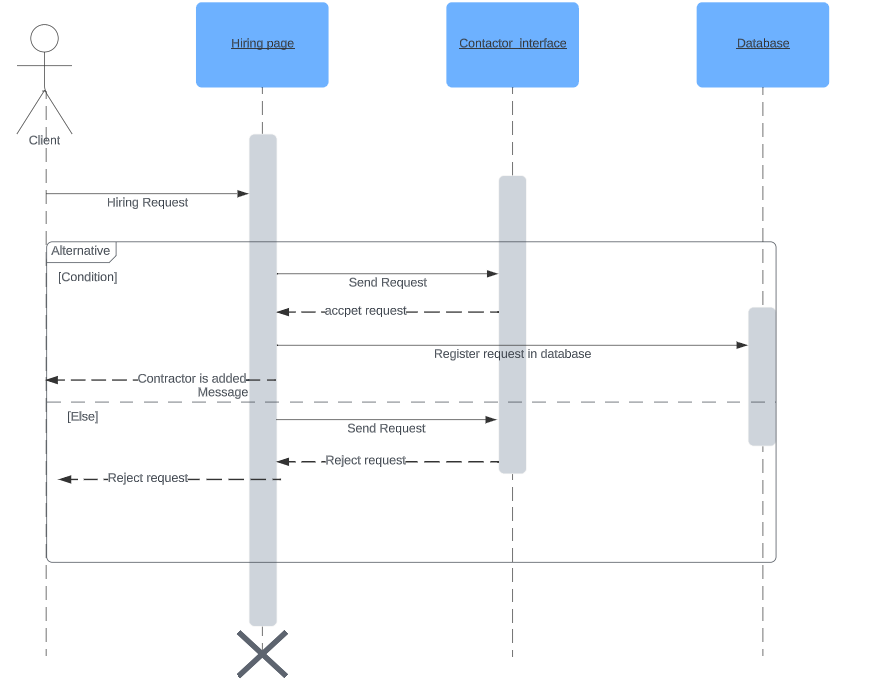 Hiring page
Contactor interface
Database
Client
Hiring Request
Alternative
[Condition]
Send Request
accpet request
Register request in database
Contractor is added
Message
[Else]
Send Request
Reject request
Reject request